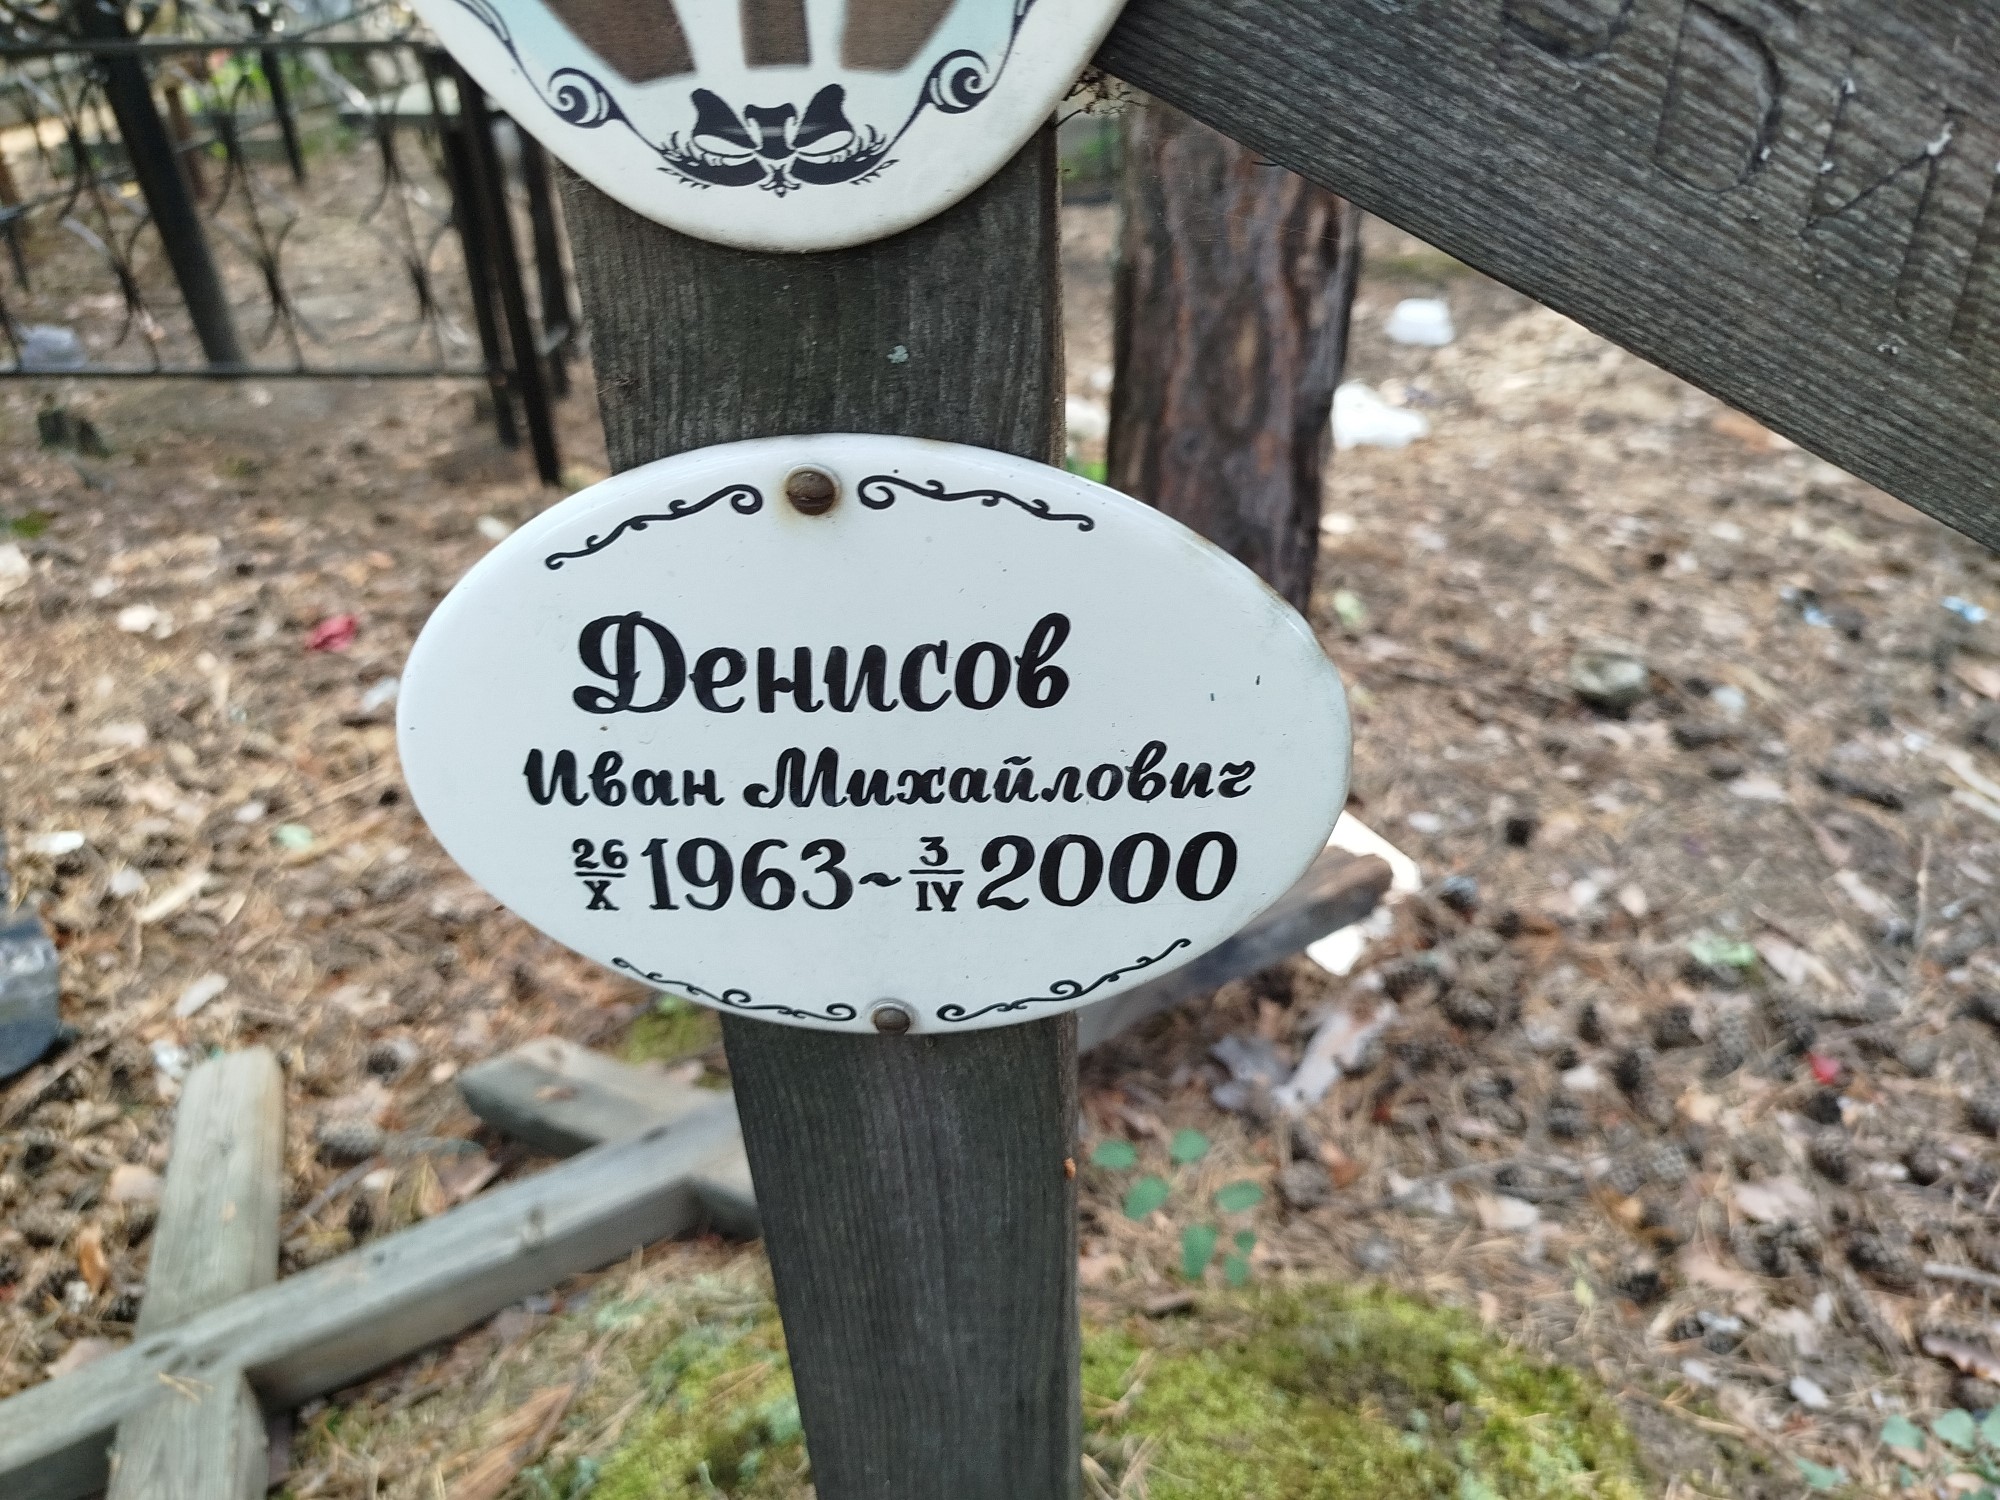 Денисов
Иван Михайлович
26/X 1963 ~ 3/IV 2000